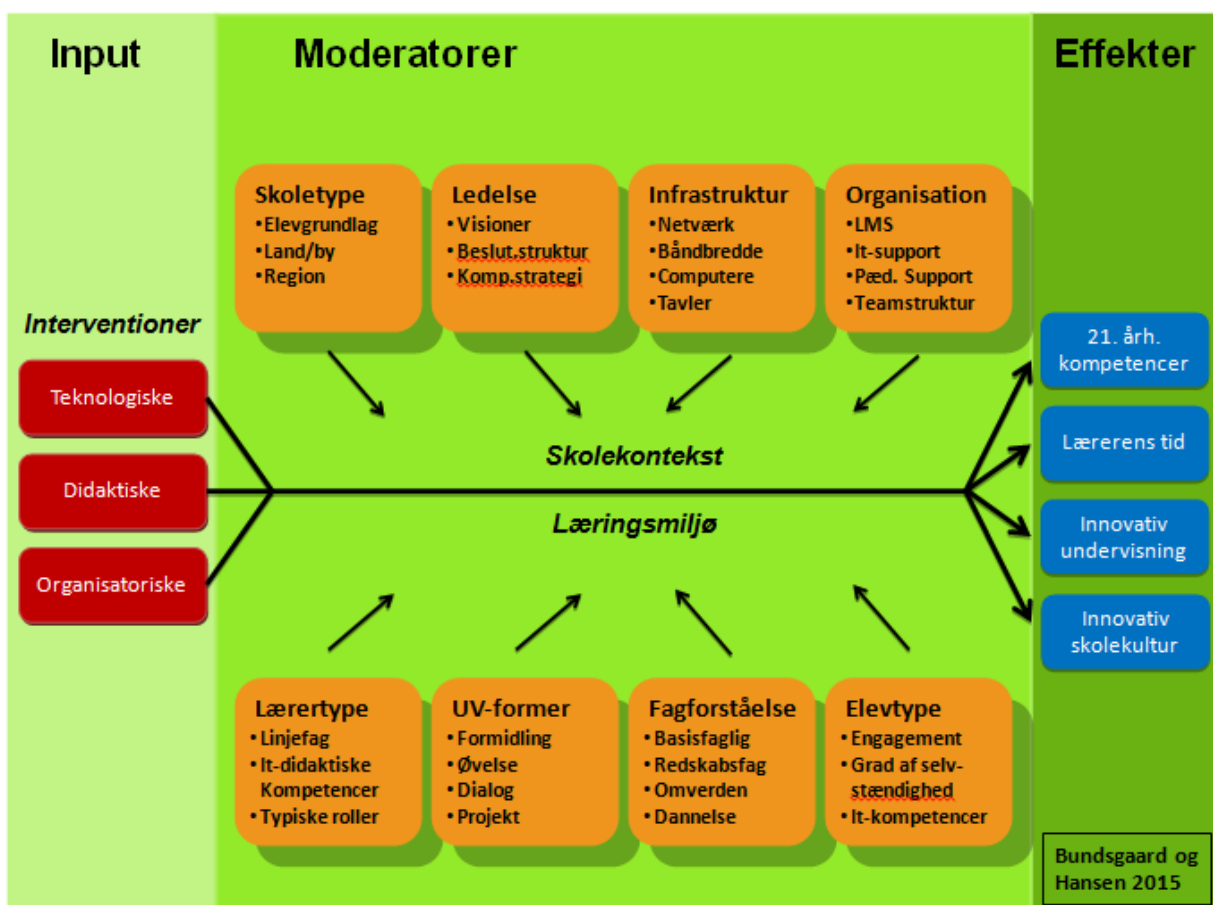 Input
Moderatorer
Effekter
Skoletype
•Elevgrundlag
•Land/by
•Region
Ledelse
•Visioner
•Beslut.struktur
•Komp.strategi
Infrastruktur
•Netværk
•Båndbredde
•Computere
•Tavler
Organisation
•LMS
•It-support
•Pæd. Support
•Teamstruktur
Interventioner
Teknologiske
Didaktiske
Organisatoriske
Skolekontekst
Læringsmiljø
21. årh.
kompetencer
Lærerens tid
Innovativ
undervisning
Innovativ
skolekultur
Lærertype
• Linjefag
• It-didaktiske
Kompetencer
• Typiske roller
UV-former
• Formidling
• Øvelse
• Dialog
• Projekt
Fagforståelse
• Basisfaglig
• Redskabsfag
• Omverden
• Dannelse
Elevtype
• Engagement
• Grad af selv-
stændighed
• It-kompetencer
Bundsgaard og
Hansen 2015